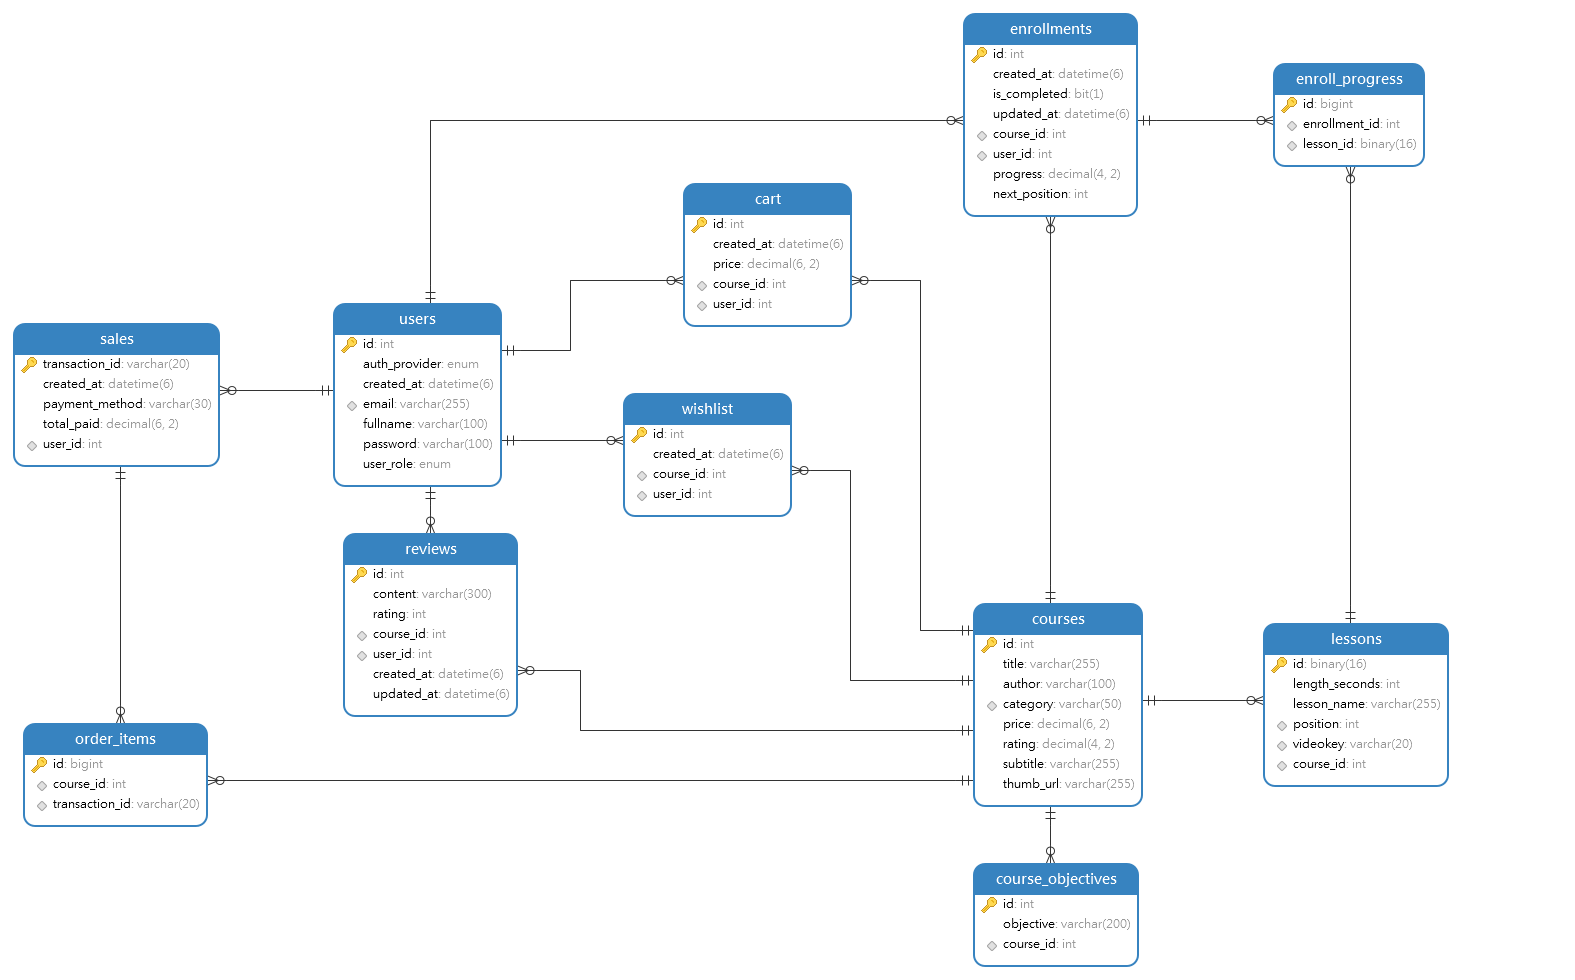 enrollments
id: int
created_at: datetime(6)
is_completed: bit(1)
updated_at: datetime(6)
course_id: int
user_id: int
progress: decimal(4, 2)
next_position: int
enroll_progress
id: bigint
enrollment_id: int
lesson_id: binary(16)
cart
id: int
created_at: datetime(6)
price: decimal(6, 2)
course_id: int
user_id: int
users
id: int
auth_provider: enum
created_at: datetime(6)
email: varchar(255)
fullname: varchar(100)
password: varchar(100)
user_role: enum
sales
transaction_id: varchar(20)
created_at: datetime(6)
payment_method: varchar(30)
total_paid: decimal(6, 2)
user_id: int
wishlist
id: int
created_at: datetime(6)
course_id: int
user_id: int
reviews
id: int
content: varchar(300)
rating: int
course_id: int
user_id: int
created_at: datetime(6)
updated_at: datetime(6)
courses
id: int
title: varchar(255)
author: varchar(100)
category: varchar(50)
price: decimal(6, 2)
rating: decimal(4, 2)
subtitle: varchar(255)
thumb_url: varchar(255)
lessons
id: binary(16)
length_seconds: int
lesson_name: varchar(255)
position: int
videokey: varchar(20)
course_id: int
order_items
id: bigint
course_id: int
transaction_id: varchar(20)
course_objectives
id: int
objective: varchar(200)
course_id: int